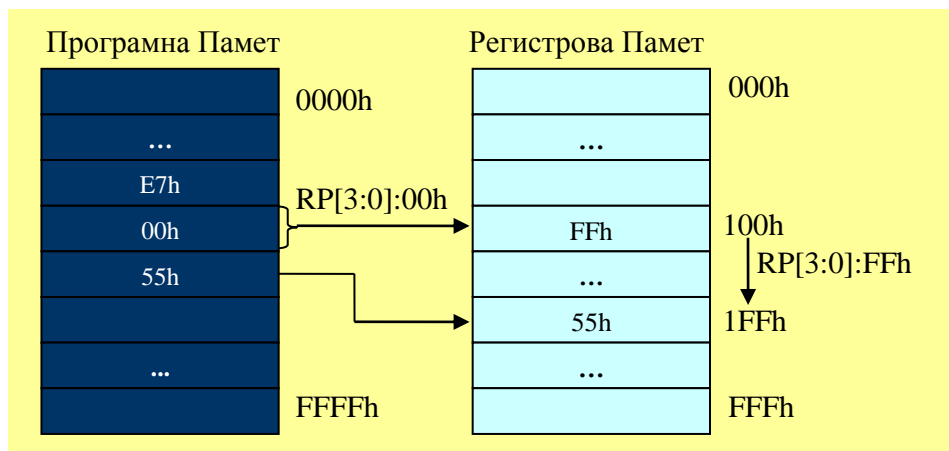 Програмна Памет
0000h
...
E7h
00h
55h
...
FFFFh
RP[3:0]:00h
Регистрова Памет
000h
...
FFh
100h
RP[3:0]:FFh
...
55h
1FFh
...
FFFh